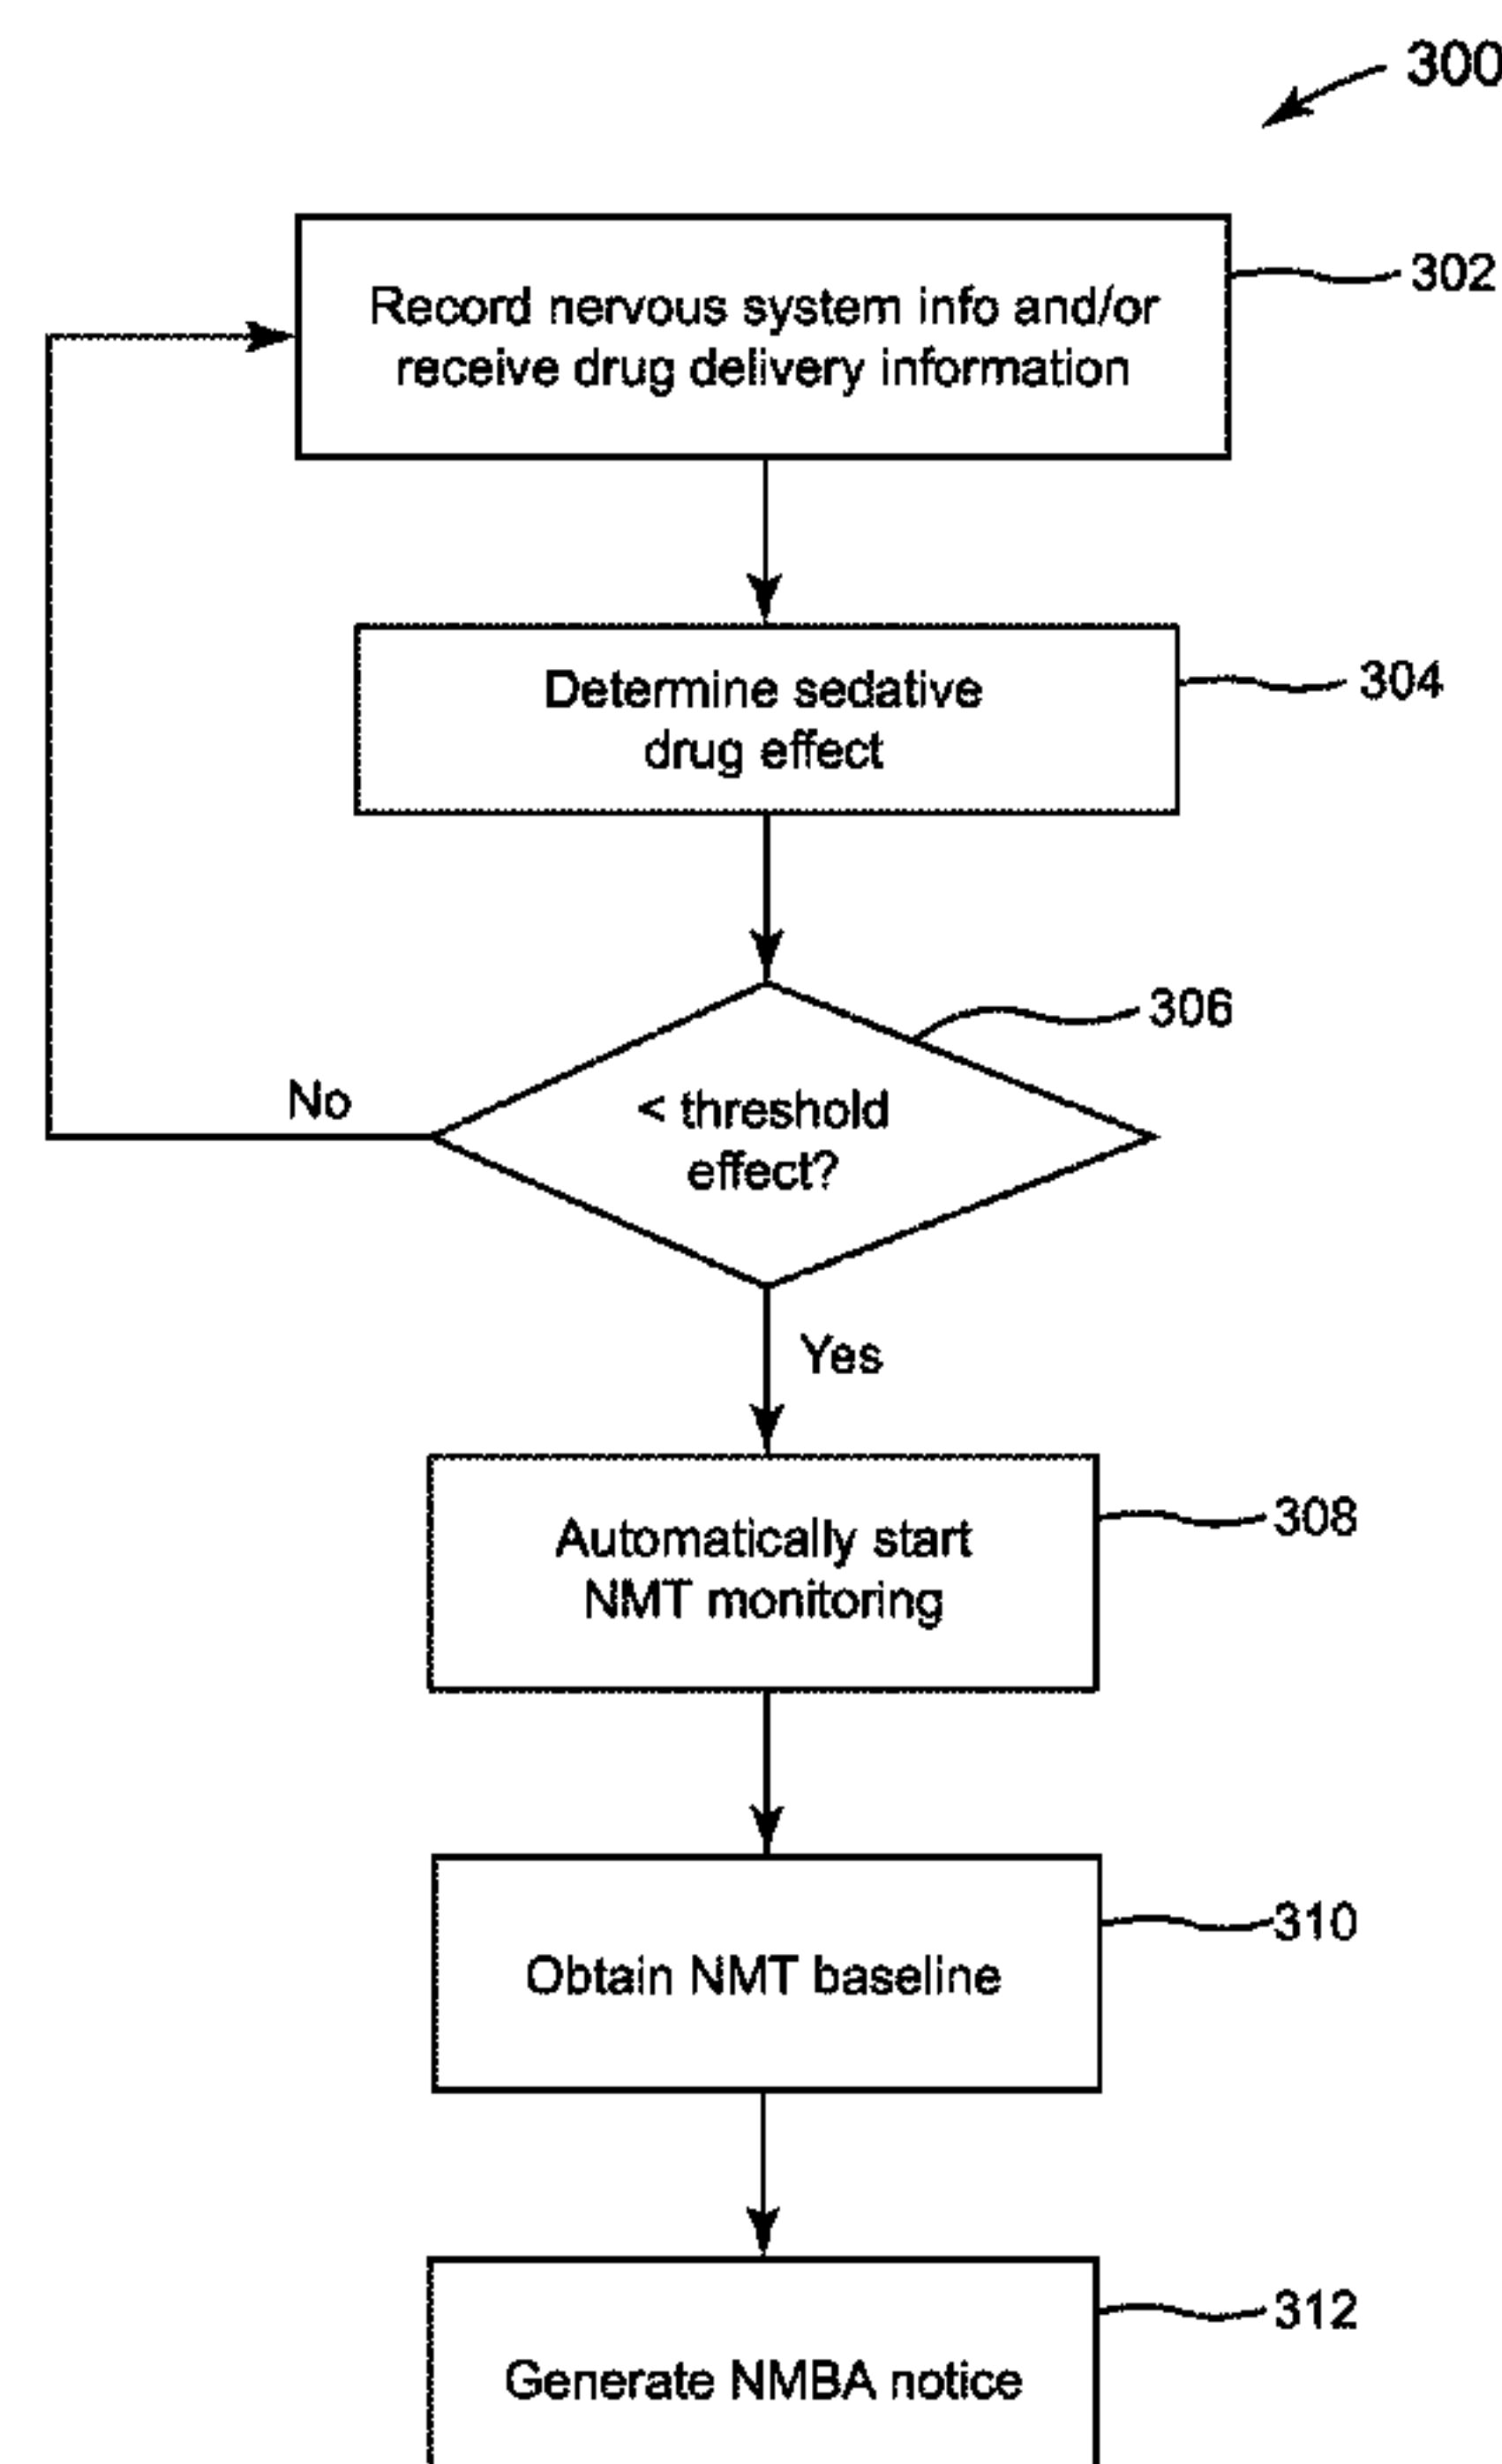 300
Record nervous system info and/or
receive drug delivery information
302
Determine sedative
drug effect
304
306
< threshold
effect?
No
Yes
Automatically start
NMT monitoring
308
Obtain NMT baseline
310
Generate NMBA notice
312